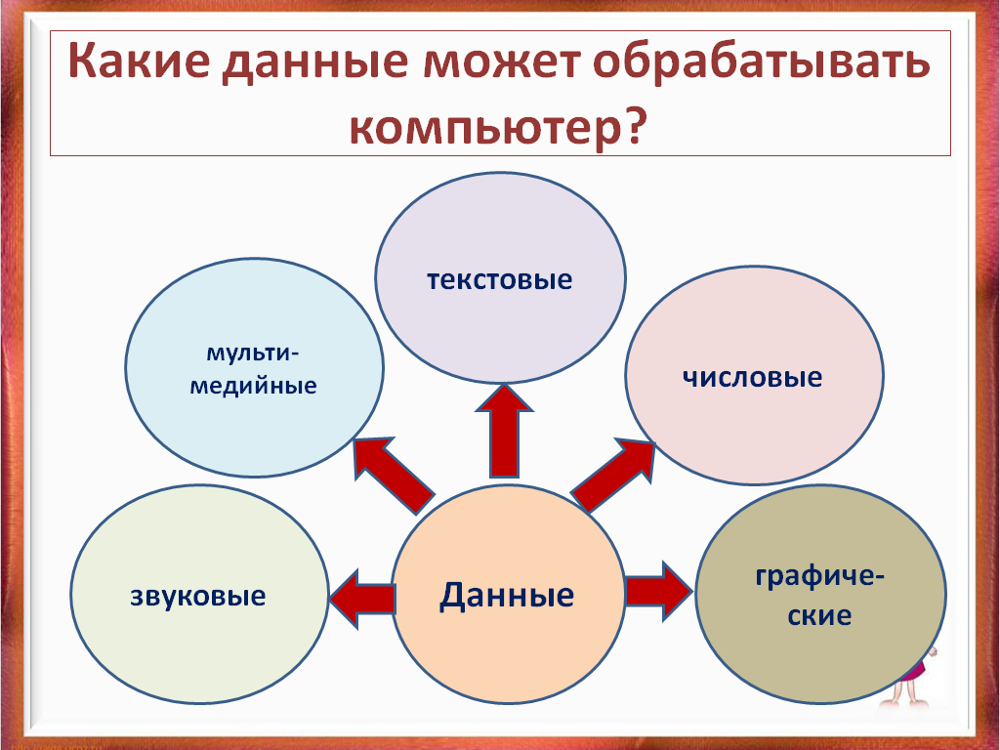 Какие данные может обрабатывать
компьютер?
текстовые
мульти-
медийные
числовые
звуковые
Данные
графиче-
ские